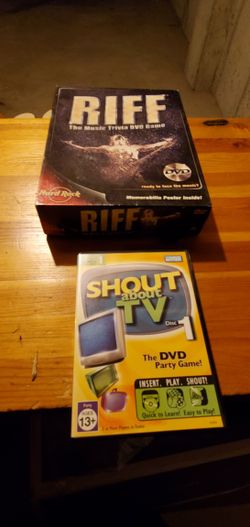 RIFF
The Music Trivia DVD Game
DVD
Hard Rock
ready to face the music?
Memorabilia Poster Inside!
RIFF
SHOUT
about
TV
Disc 1
The DVD
Party Game!
INSERT. PLAY. SHOUT!
Quick to Learn! Easy to Play!
AGES
13+